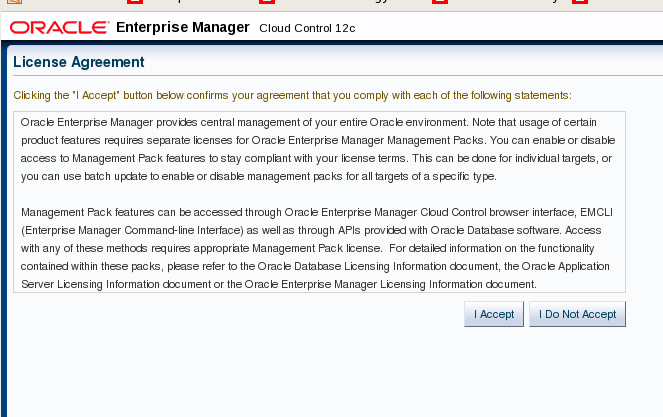 ORACLE Enterprise Manager Cloud Control 12c
License Agreement
Clicking the "I Accept" button below confirms your agreement that you comply with each of the following statements:
Oracle Enterprise Manager provides central management of your entire Oracle environment. Note that usage of certain
product features requires separate licenses for Oracle Enterprise Manager Management Packs. You can enable or disable
access to Management Pack features to stay compliant with your license terms. This can be done for individual targets, or
you can use batch update to enable or disable management packs for all targets of a specific type.
Management Pack features can be accessed through Oracle Enterprise Manager Cloud Control browser interface, EMCLI
(Enterprise Manager Command-line Interface) as well as through APIs provided with Oracle Database software. Access
with any of these methods requires appropriate Management Pack license. For detailed information on the functionality
contained within these packs, please refer to the Oracle Database Licensing Information document, the Oracle Application
Server Licensing Information document or the Oracle Enterprise Manager Licensing Information document.
I Accept I Do Not Accept